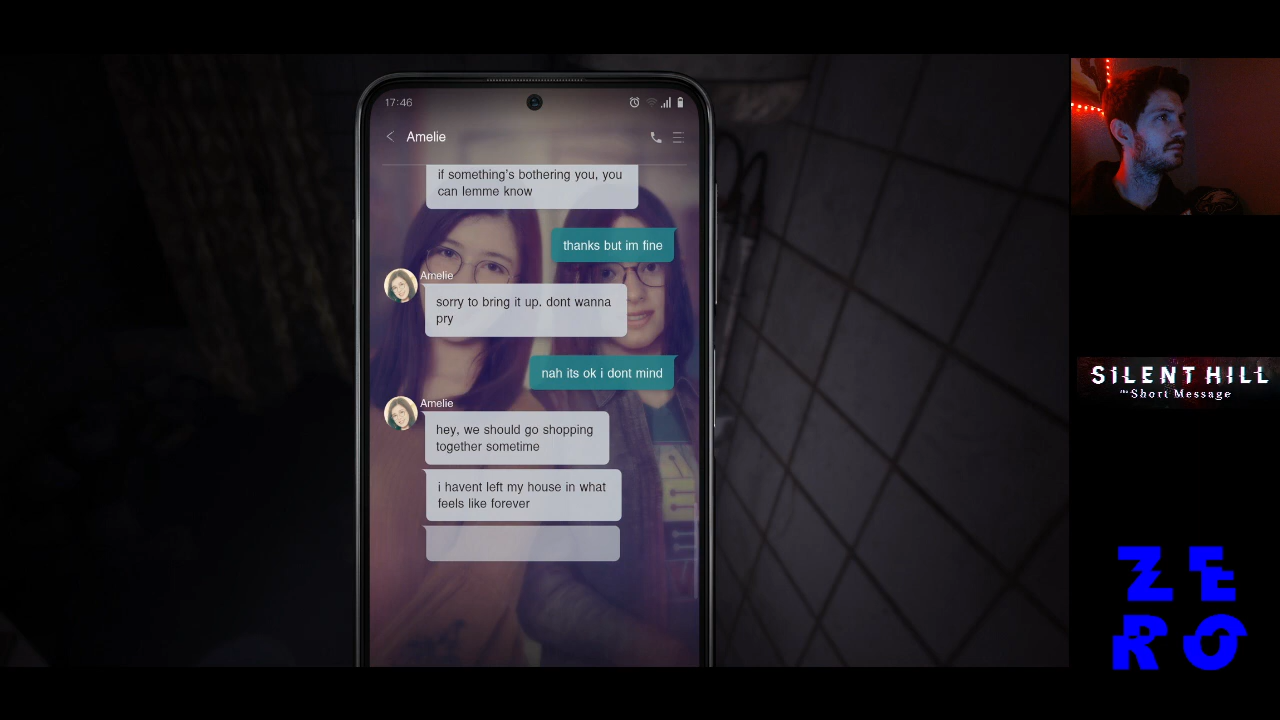 17:46
Amelie
if something's bothering you, you
can lemme know
thanks but im fine
Amelie
sorry to bring it up. dont wanna
pry
nah its ok i dont mind
Amelie
hey, we should go shopping
together sometime
i havent left my house in what
feels like forever
SILENT HILL
The Short Message
ZE
RO